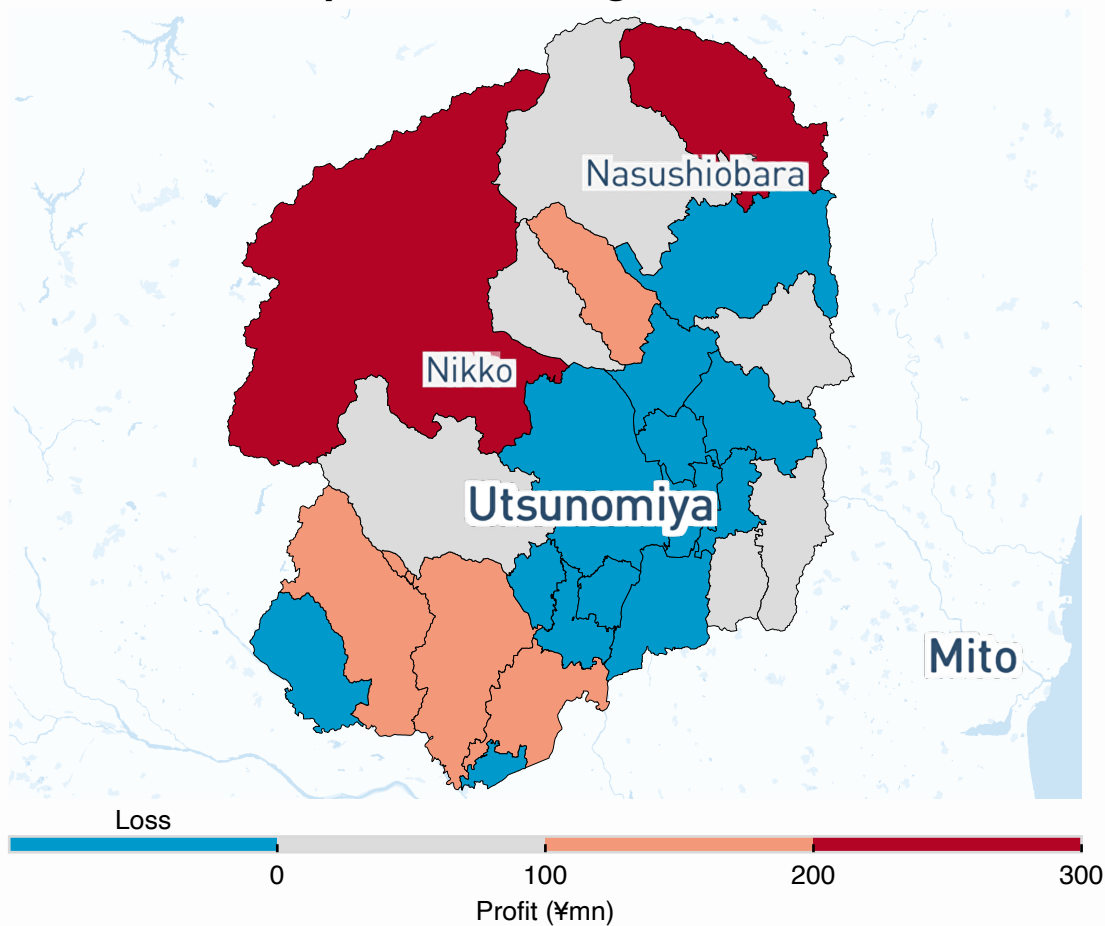 Nasushiobara
Nikko
Utsunomiya
Mito
Loss
0 100 200 300
Profit (¥mn)